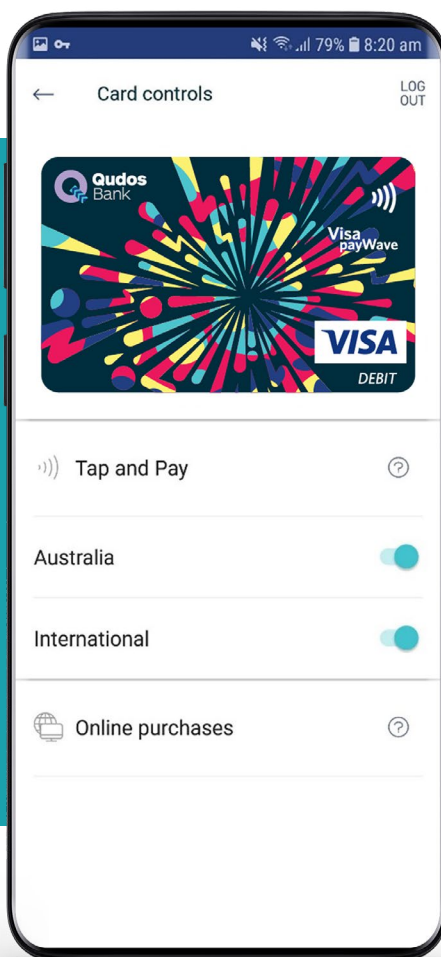 79% 8:20 am
Card controls
LOG
OUT
Qudos
Bank
Visa
payWave
VISA
DEBIT
Tap and Pay
?
Australia
International
Online purchases
?